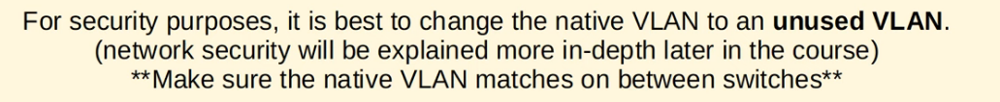 For security purposes, it is best to change the native VLAN to an unused VLAN.
(network security will be explained more in-depth later in the course)
**Make sure the native VLAN matches on between switches**